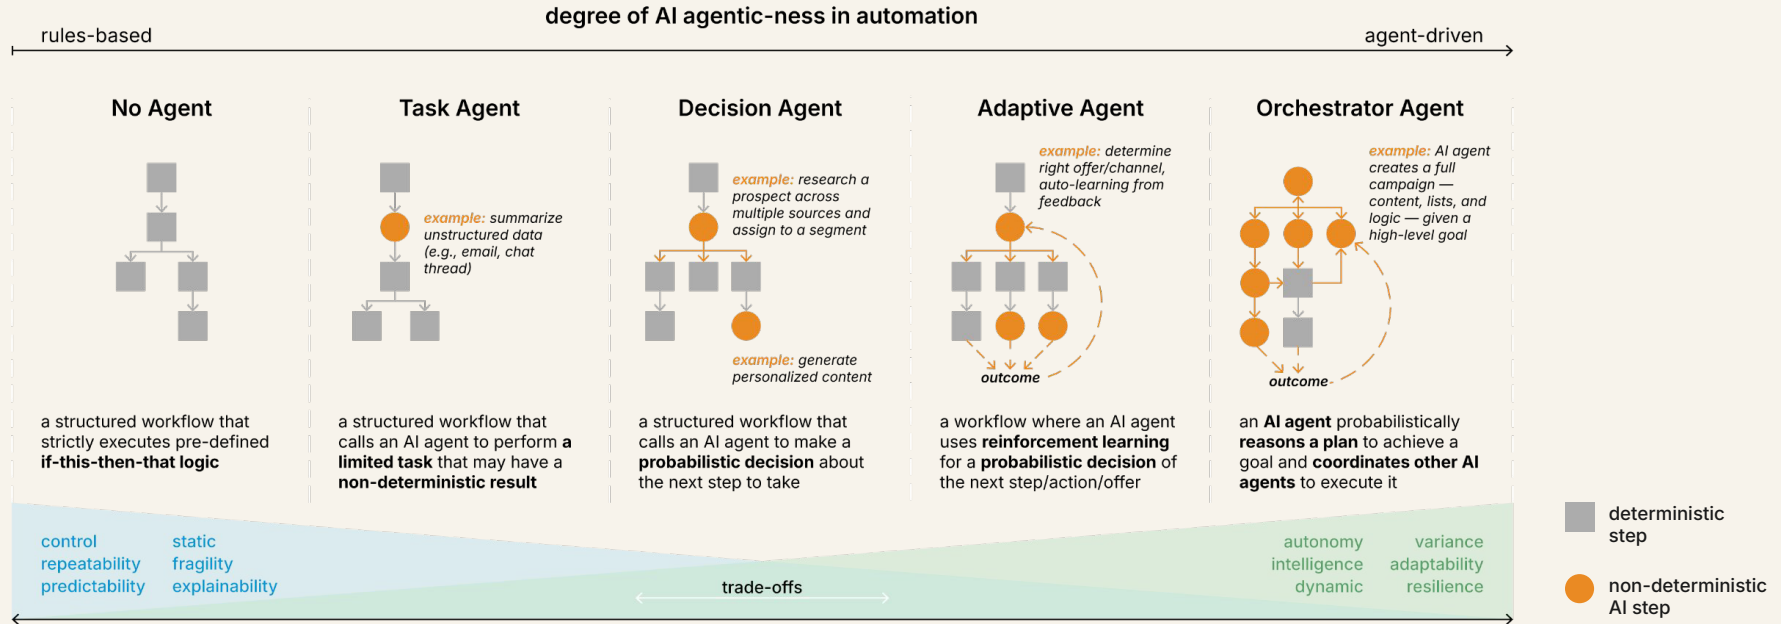 degree of AI agentic-ness in automation
rules-based
agent-driven
No Agent
a structured workflow that
strictly executes pre-defined
if-this-then-that logic
Task Agent
example: summarize
unstructured data
(e.g., email, chat
thread)
a structured workflow that
calls an AI agent to perform a
limited task that may have a
non-deterministic result
Decision Agent
example: research a
prospect across
multiple sources and
assign to a segment
example: generate
personalized content
a structured workflow that
calls an AI agent to make a
probabilistic decision about
the next step to take
Adaptive Agent
example: determine
right offer/channel,
auto-learning from
feedback
outcome
a workflow where an AI agent
uses reinforcement learning
for a probabilistic decision of
the next step/action/offer
Orchestrator Agent
example: AI agent
creates a full
campaign —
content, lists, and
logic — given a
high-level goal
outcome
an AI agent probabilistically
reasons a plan to achieve a
goal and coordinates other AI
agents to execute it
control
repeatability
predictability
static
fragility
explainability
trade-offs
autonomy
intelligence
dynamic
variance
adaptability
resilience
deterministic
step
non-deterministic
AI step